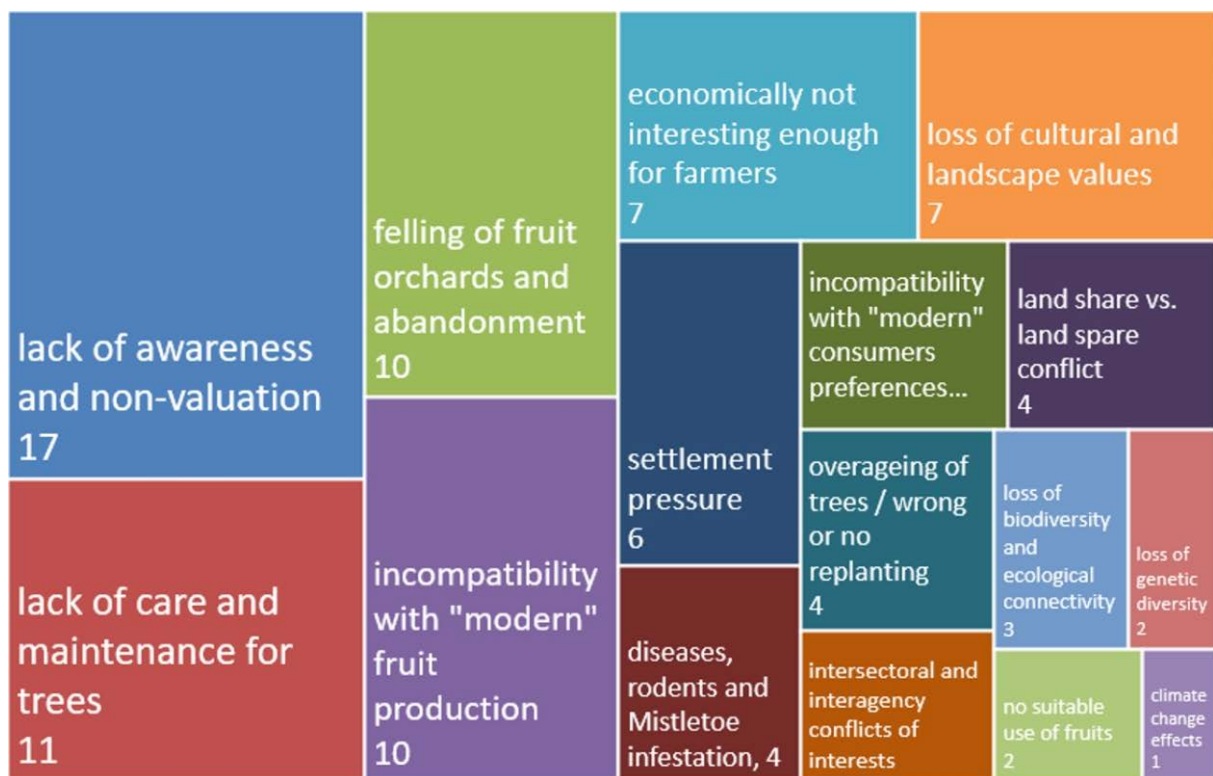 lack of awareness
and non-valuation
17
lack of care and
maintenance for
trees
11
felling of fruit
orchards and
abandonment
10
incompatibility
with "modern"
fruit
production
10
economically not
interesting enough
for farmers
7
loss of cultural and
landscape values
7
settlement
pressure
6
diseases,
rodents and
Mistletoe
infestation, 4
incompatibility
with "modern"
consumers
preferences...
land share vs.
land spare
conflict
4
overageing of
trees / wrong
or no
replanting
4
intersectoral and
interagency
conflicts of
interests
loss of
biodiversity
and
ecological
connectivity
3
loss of
genetic
diversity
2
no suitable
use of fruits
2
climate
change
effects
1